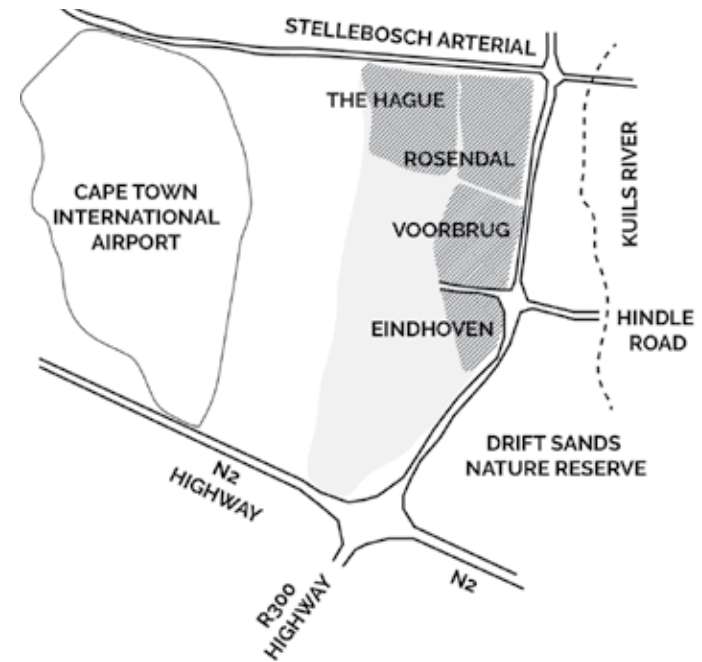 STELLEBOSCH ARTERIAL
THE HAGUE
ROSENDAL
KUILS RIVER
CAPE TOWN
INTERNATIONAL
AIRPORT
VOORBRUG
EINDHOVEN
HINDLE
ROAD
DRIFT SANDS
NATURE RESERVE
N2
HIGHWAY
N2
R300
HIGHWAY